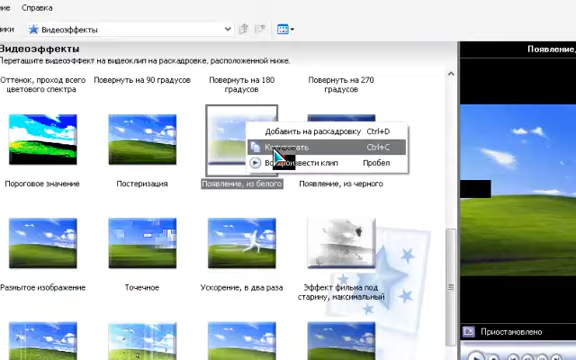 Справка
Видеоэффекты
Видеоэффекты
Перетащите видеоэффект на видеоклип на раскадровке, расположенной ниже.
Оттенок, проход всего цветового спектра
Повернуть на 90 градусов
Повернуть на 180 градусов
Повернуть на 270 градусов
Добавить на раскадровку Ctrl+D
Ctrl+C
клип Пробел
Пороговое значение
Постеризация
Появление, из белого
Появление, из черного
Размытое изображение
Точечное
Ускорение, в два раза
Эффект фильма под старину, максимальный
Появление,
Приостановлено